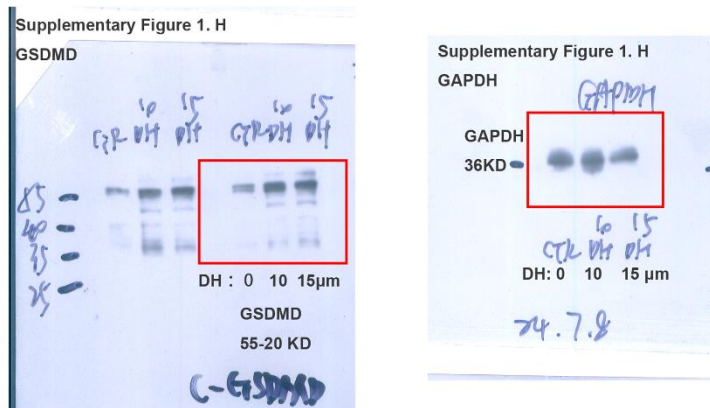 Supplementary Figure 1. H
GSDMD
10 15 10 15
CTR DH DH CTR DH DH
85
40
35
25
DH : 0 10 15μm
GSDMD
55-20 KD
C-GSDMD
Supplementary Figure 1. H
GAPDH
GAPDH
GAPDH
36KD
10 15
CTR DH DH
DH: 0 10 15 μm
24.7.8